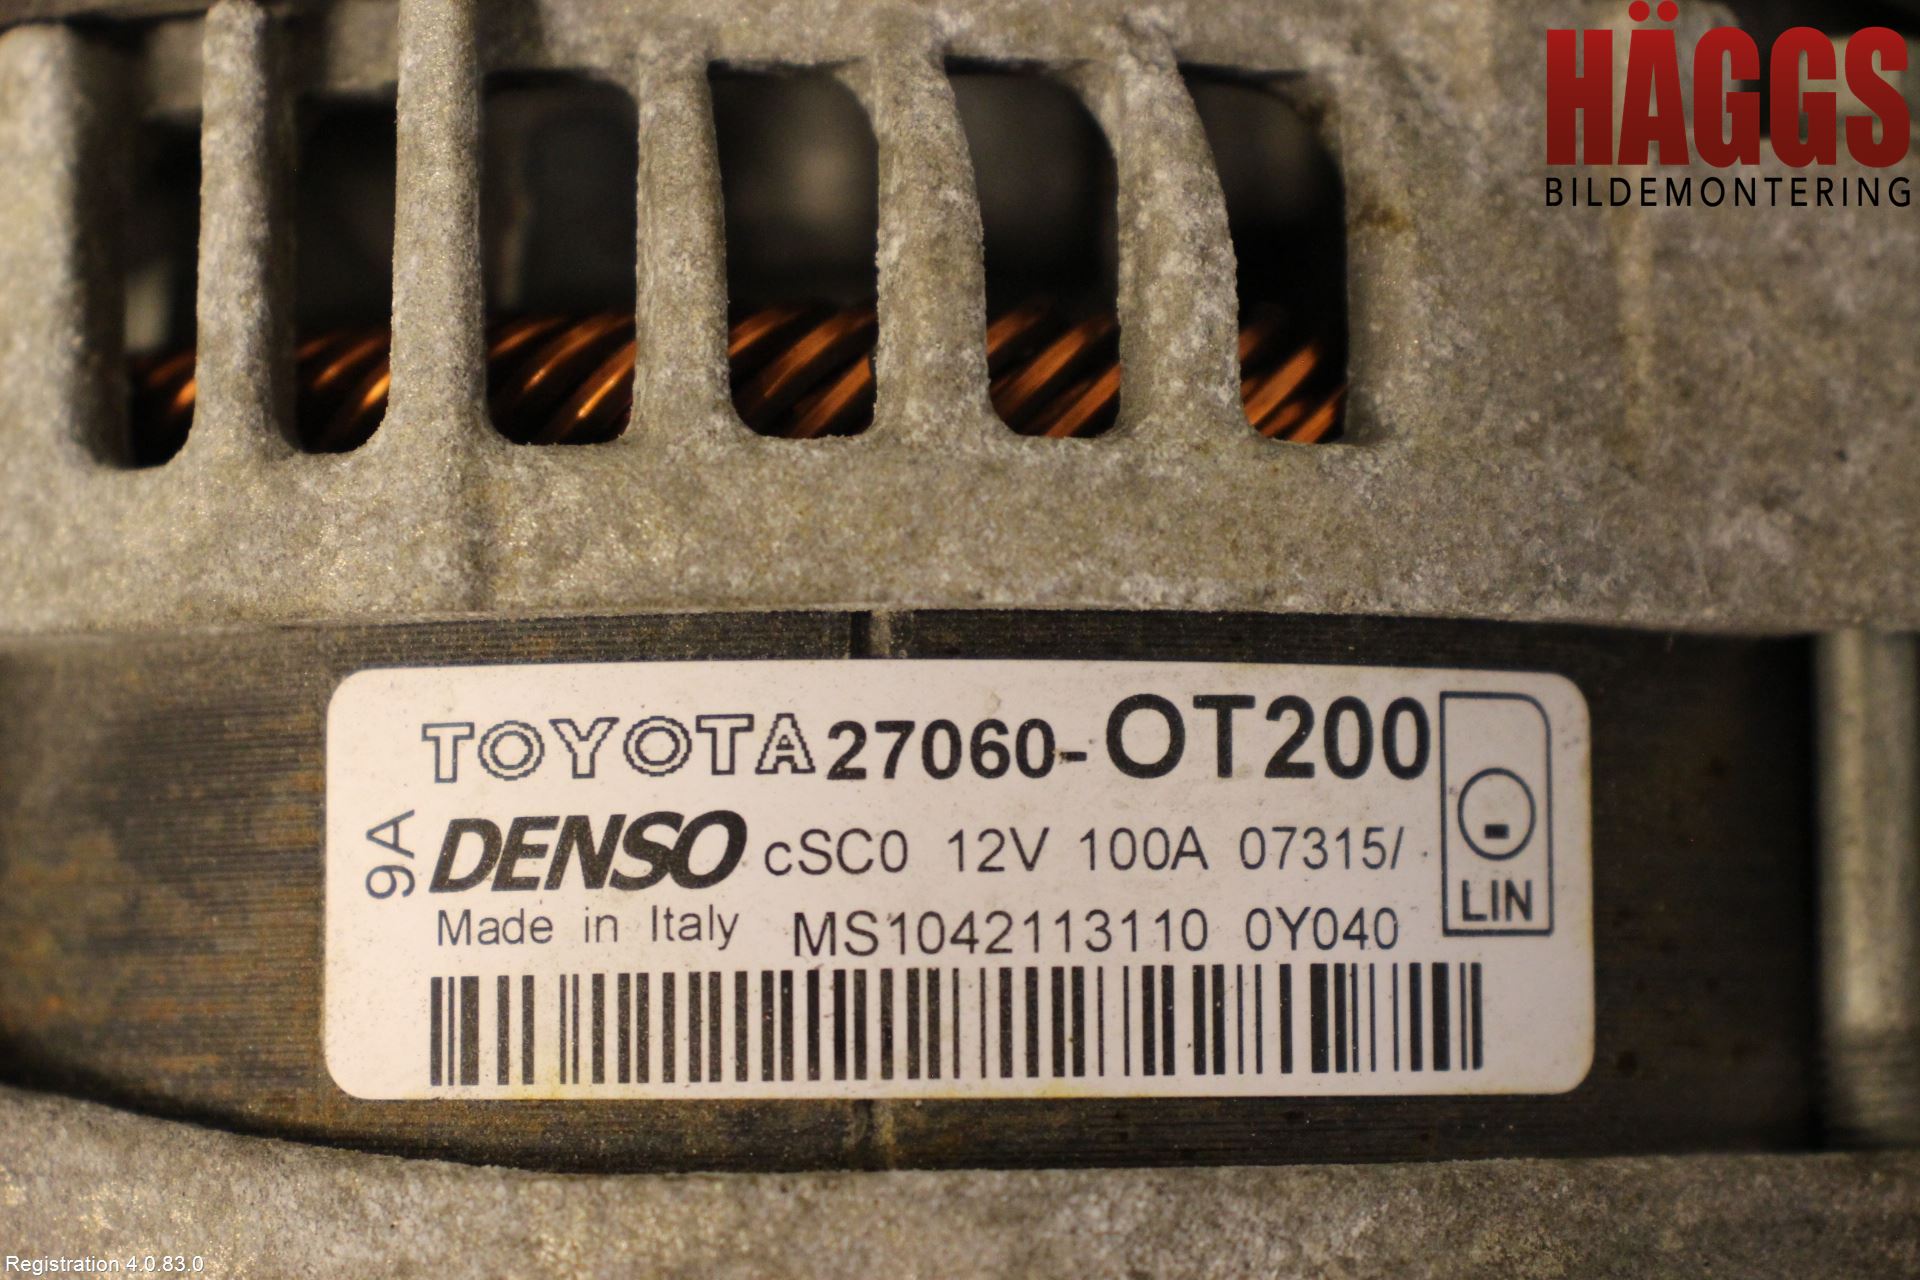 HÄGGS
BILDEMONTERING
TOYOTA 27060-0T200
9A
DENSO cSC0 12V 100A 07315/
LIN
Made in Italy MS1042113110 0Y040
Registration 4.0.83.0